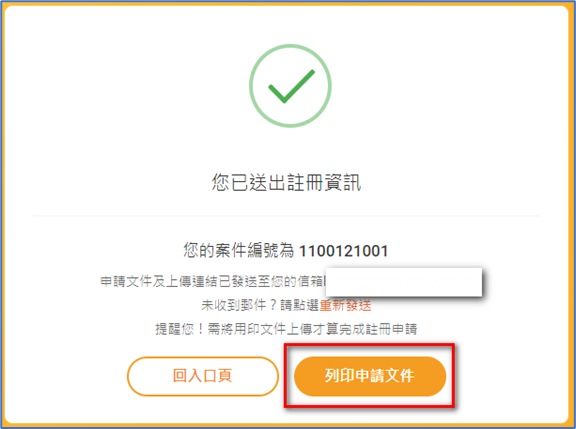 您已送出註冊資訊
您的案件編號為 1100121001
申請文件及上傳連結已發送至您的信箱
未收到郵件？請點選重新發送
提醒您！需將用印文件上傳才算完成註冊申請
回入口頁
列印申請文件